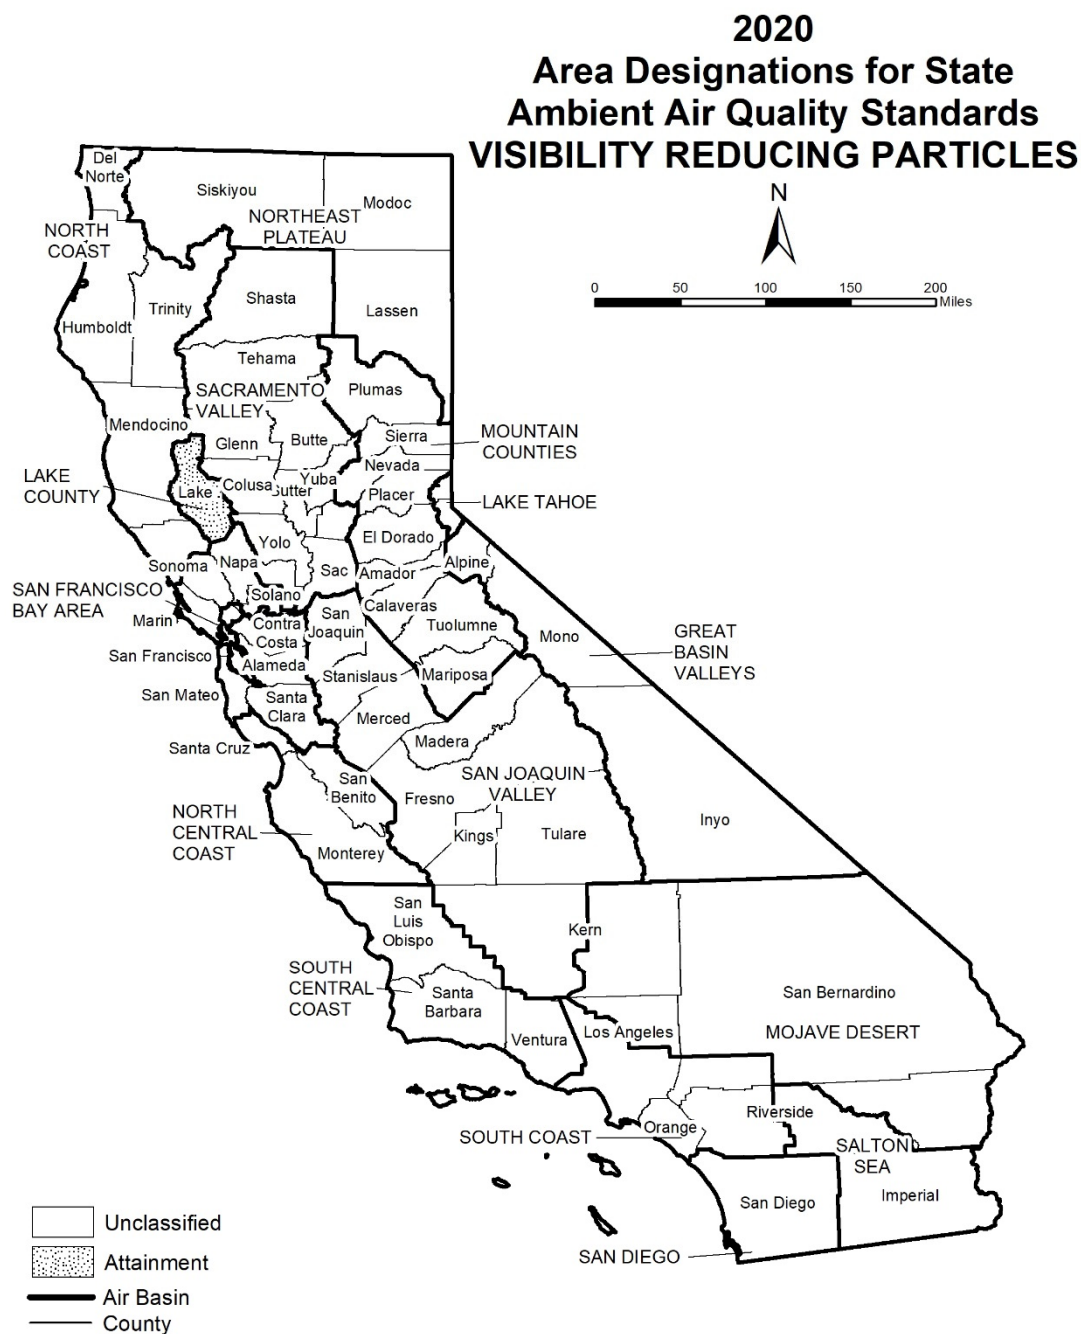 2020
Area Designations for State
Ambient Air Quality Standards
VISIBILITY REDUCING PARTICLES
N
0 50 100 150 200
Miles
Del
Norte
Siskiyou
Modoc
NORTHEAST
PLATEAU
NORTH
COAST
Shasta
Trinity
Lassen
Humboldt
Tehama
SACRAMENTO
VALLEY
Plumas
Mendocino
Glenn
Butte
Sierra
MOUNTAIN
COUNTIES
Nevada
LAKE
COUNTY
Lake
Colusa
Sutter
Yuba
Placer
LAKE TAHOE
Yolo
El Dorado
Sonoma
Napa
Sac
Amador
Alpine
SAN FRANCISCO
BAY AREA
Solano
Marin
Contra
Costa
San
Joaquin
Calaveras
Tuolumne
Mono
GREAT
BASIN
VALLEYS
San Francisco
Alameda
Stanislaus
Mariposa
San Mateo
Santa
Clara
Merced
Santa Cruz
Madera
San
Benito
SAN JOAQUIN
VALLEY
Fresno
NORTH
CENTRAL
COAST
Monterey
Kings
Tulare
Inyo
San
Luis
Obispo
Kern
SOUTH
CENTRAL
COAST
Santa
Barbara
Ventura
Los Angeles
San Bernardino
MOJAVE DESERT
Orange
Riverside
SOUTH COAST
SALTON
SEA
San Diego
Imperial
SAN DIEGO
Unclassified
Attainment
Air Basin
County